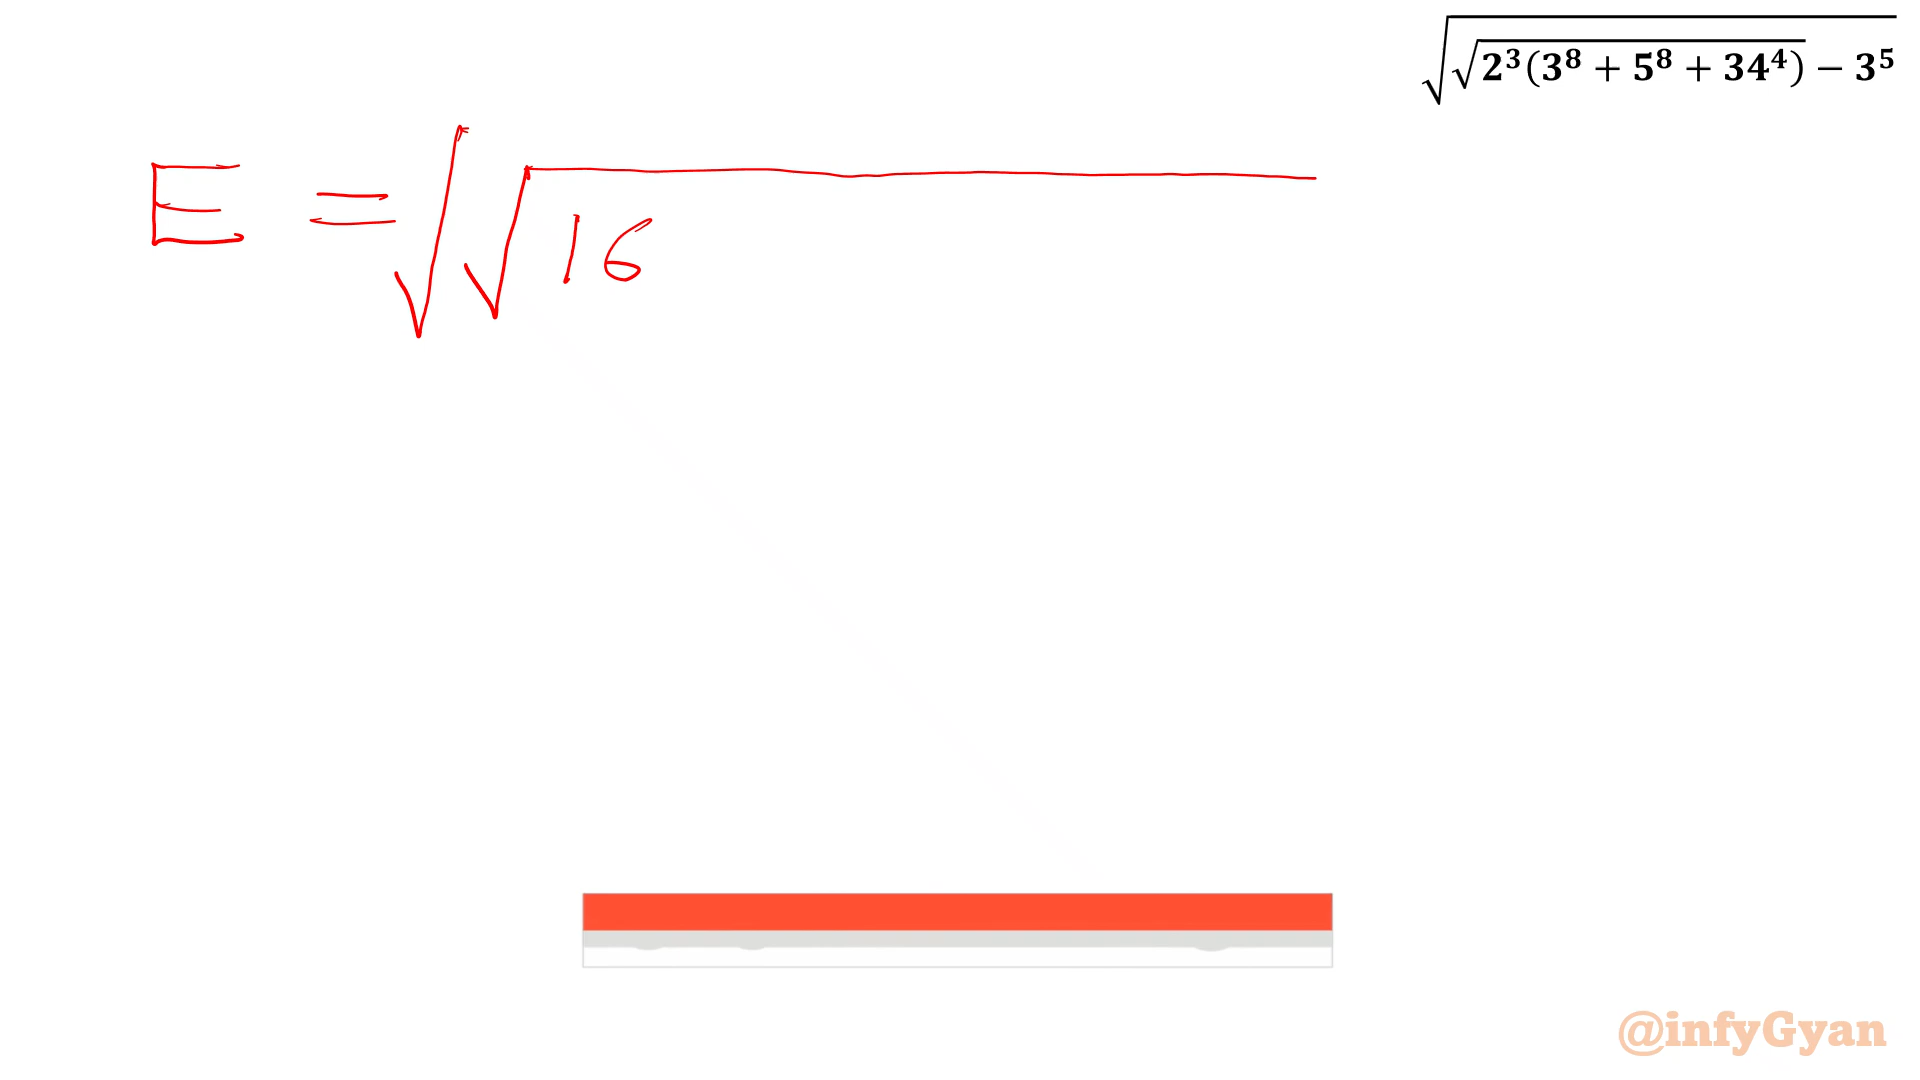 √(√(2³(3⁸ + 5⁸ + 34⁴)) − 3⁵)
E = √√16
@infyGyan